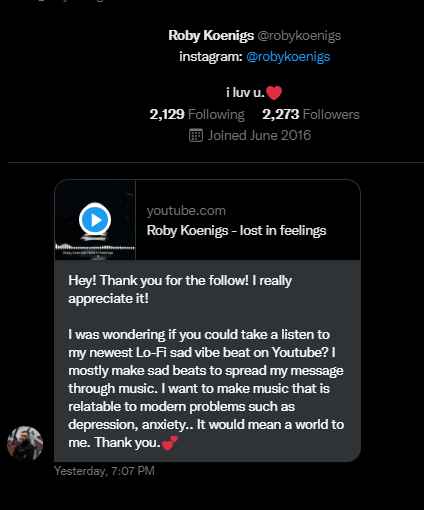 Roby Koenigs @robykoenigs
instagram: @robykoenigs
i luv u.❤️
2,129 Following 2,273 Followers
Joined June 2016
youtube.com
Roby Koenigs - lost in feelings
Hey! Thank you for the follow! I really
appreciate it!
I was wondering if you could take a listen to
my newest Lo-Fi sad vibe beat on Youtube? I
mostly make sad beats to spread my message
through music. I want to make music that is
relatable to modern problems such as
depression, anxiety.. It would mean a world to
me. Thank you.💕
Yesterday, 7:07 PM